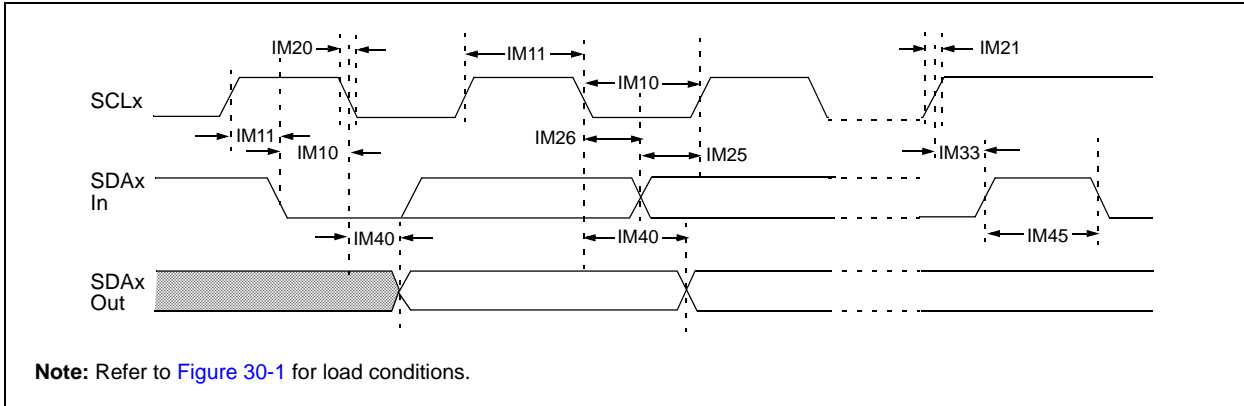 IM20
IM11
IM21
IM10
SCLx
IM11
IM26
IM10
IM25
IM33
SDAx
In
IM40
IM40
IM45
SDAx
Out
Note: Refer to Figure 30-1 for load conditions.